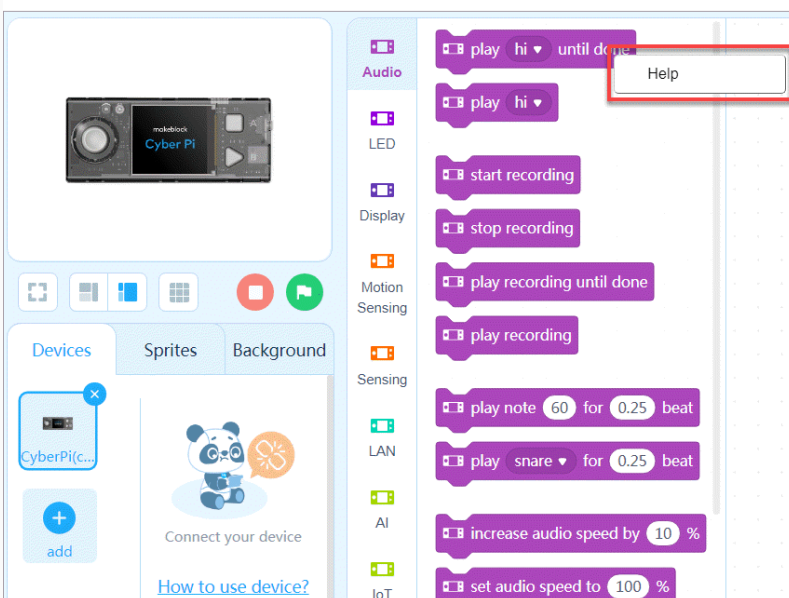 makeblock
Cyber Pi
Devices
Sprites
Background
CyberPi(c...
add
Connect your device
How to use device?
Audio
LED
Display
Motion
Sensing
Sensing
LAN
AI
IoT
play hi until done
Help
play hi
start recording
stop recording
play recording until done
play recording
play note 60 for 0.25 beat
play snare for 0.25 beat
increase audio speed by 10 %
set audio speed to 100 %